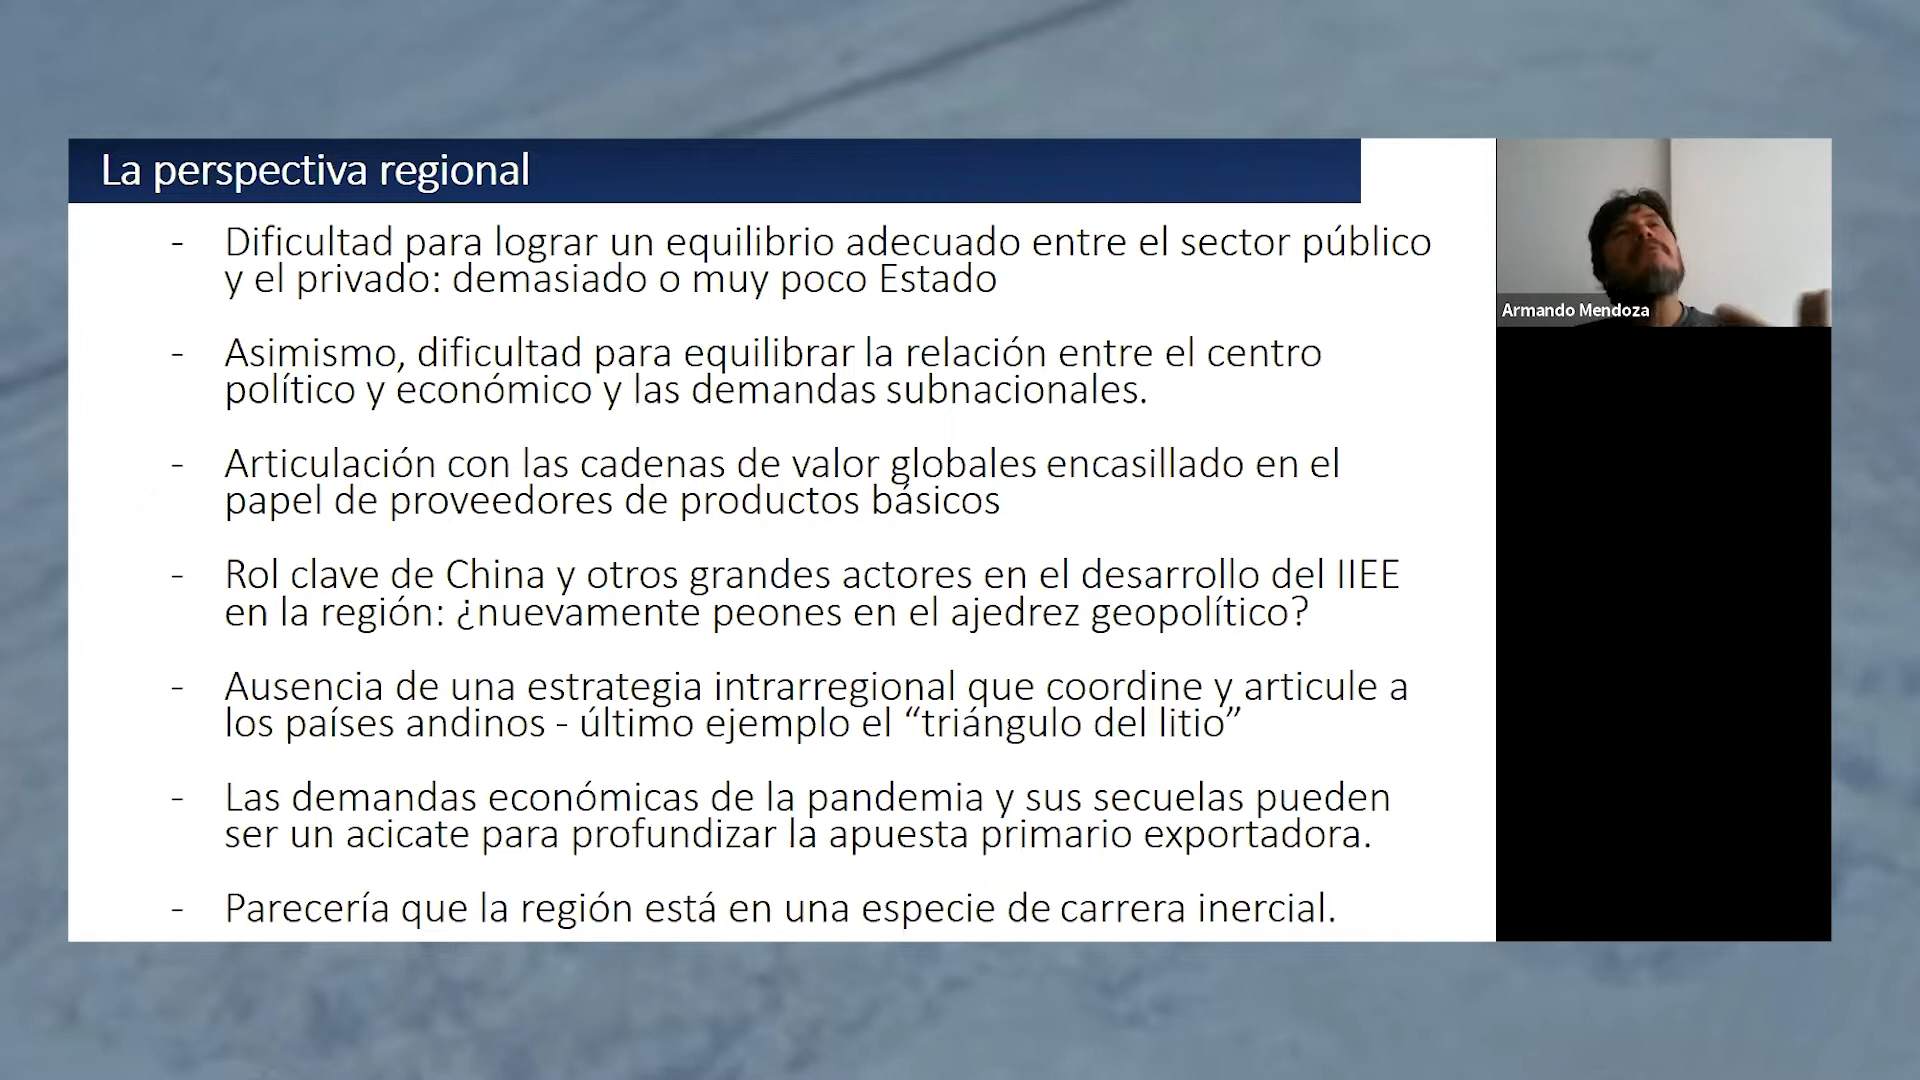 La perspectiva regional
- Dificultad para lograr un equilibrio adecuado entre el sector público
y el privado: demasiado o muy poco Estado
- Asimismo, dificultad para equilibrar la relación entre el centro
político y económico y las demandas subnacionales.
- Articulación con las cadenas de valor globales encasillado en el
papel de proveedores de productos básicos
- Rol clave de China y otros grandes actores en el desarrollo del IIEE
en la región: ¿nuevamente peones en el ajedrez geopolítico?
- Ausencia de una estrategia intrarregional que coordine y articule a
los países andinos - último ejemplo el “triángulo del litio”
- Las demandas económicas de la pandemia y sus secuelas pueden
ser un acicate para profundizar la apuesta primario exportadora.
- Parecería que la región está en una especie de carrera inercial.
Armando Mendoza